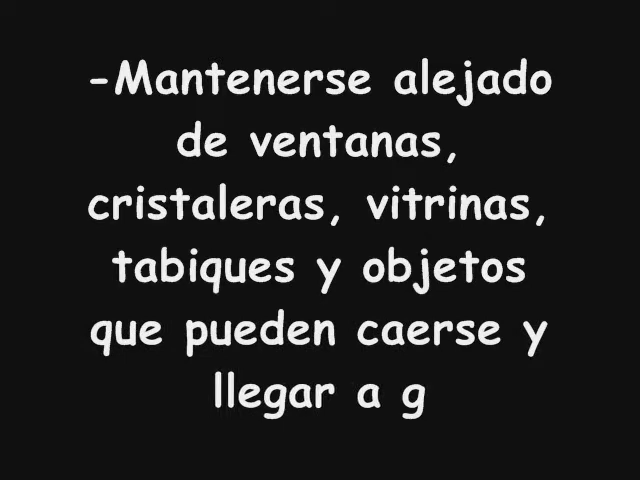 -Mantenerse alejado
de ventanas,
cristaleras, vitrinas,
tabiques y objetos
que pueden caerse y
llegar a g